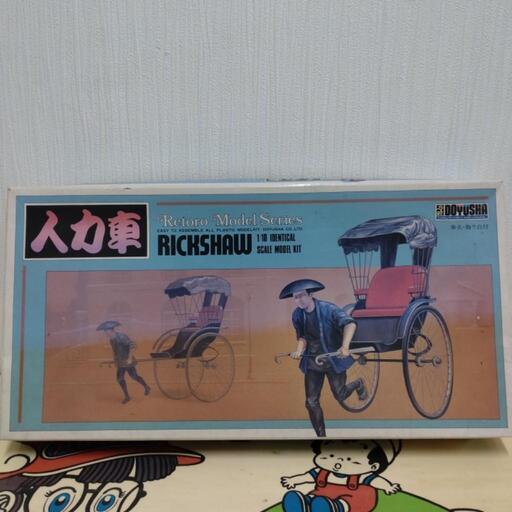 人力車
Retoro Model Series
EASY TO ASSEMBLE ALL PLASTIC MODELKIT・DOYUSHA CO.,LTD.
RICKSHAW
1/18 IDENTICAL
SCALE MODEL KIT
DOYUSHA